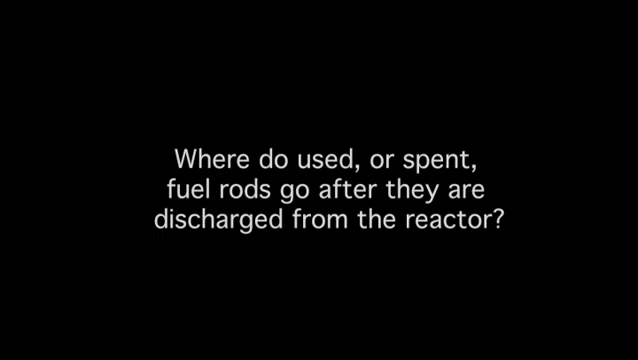 Where do used, or spent,
fuel rods go after they are
discharged from the reactor?